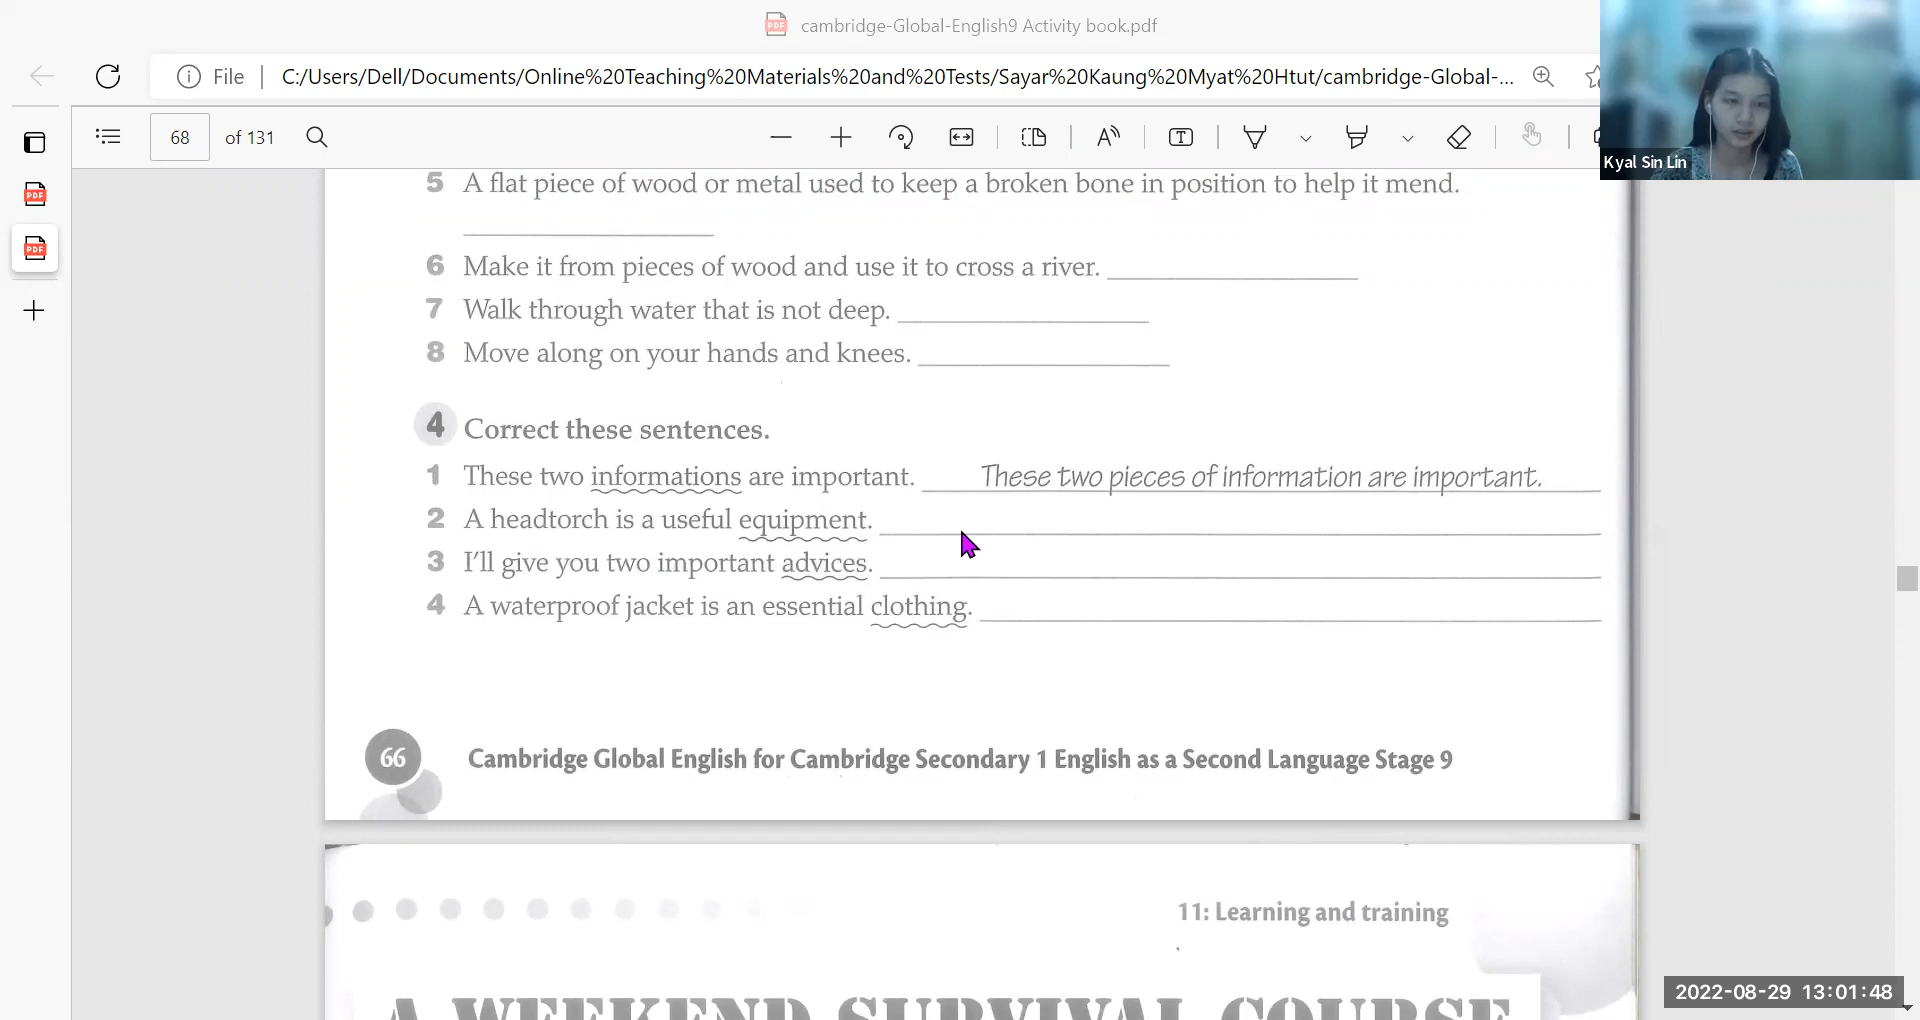 cambridge-Global-English9 Activity book.pdf
File
C:/Users/Dell/Documents/Online%20Teaching%20Materials%20and%20Tests/Sayar%20Kaung%20Myat%20Htut/cambridge-Global-...
68 of 131
Kyal Sin Lin
5 A flat piece of wood or metal used to keep a broken bone in position to help it mend.
6 Make it from pieces of wood and use it to cross a river.
7 Walk through water that is not deep.
8 Move along on your hands and knees.
4 Correct these sentences.
1 These two informations are important. These two pieces of information are important.
2 A headtorch is a useful equipment.
3 I'll give you two important advices.
4 A waterproof jacket is an essential clothing.
66 Cambridge Global English for Cambridge Secondary 1 English as a Second Language Stage 9
11: Learning and training
A WEEKEND SURVIVAL COURSE
2022-08-29 13:01:48